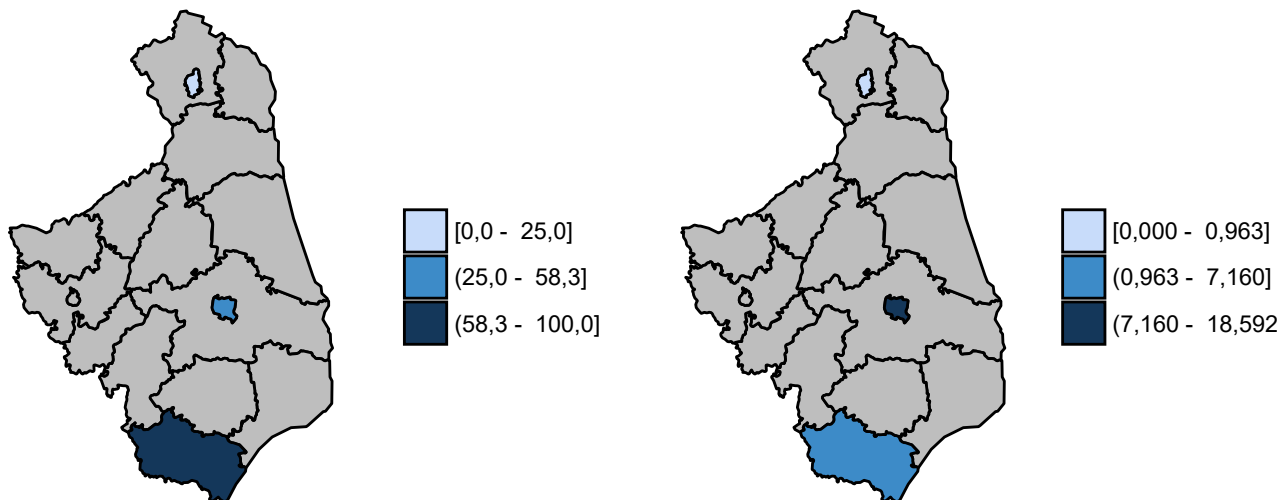 [0,0 - 25,0]
(25,0 - 58,3]
(58,3 - 100,0]
[0,000 - 0,963]
(0,963 - 7,160]
(7,160 - 18,592